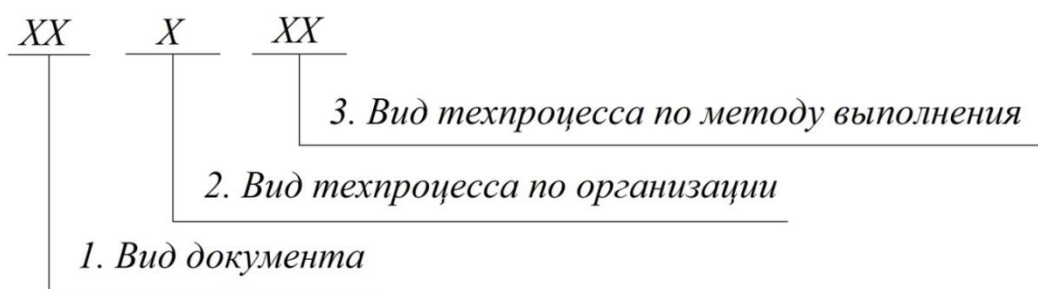 XX X XX
3. Вид техпроцесса по методу выполнения
2. Вид техпроцесса по организации
1. Вид документа